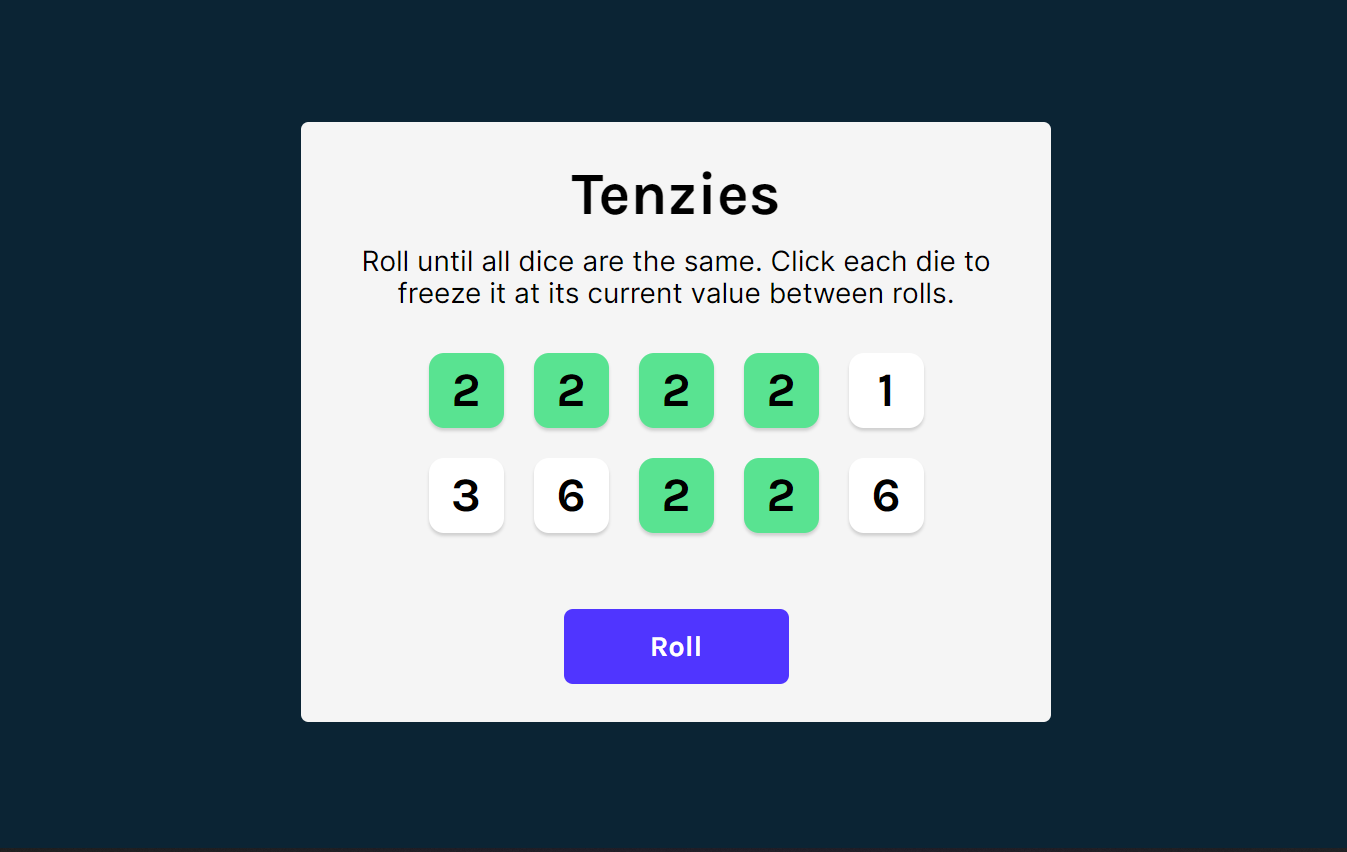 Tenzies
Roll until all dice are the same. Click each die to
freeze it at its current value between rolls.
2 2 2 2 1
3 6 2 2 6
Roll